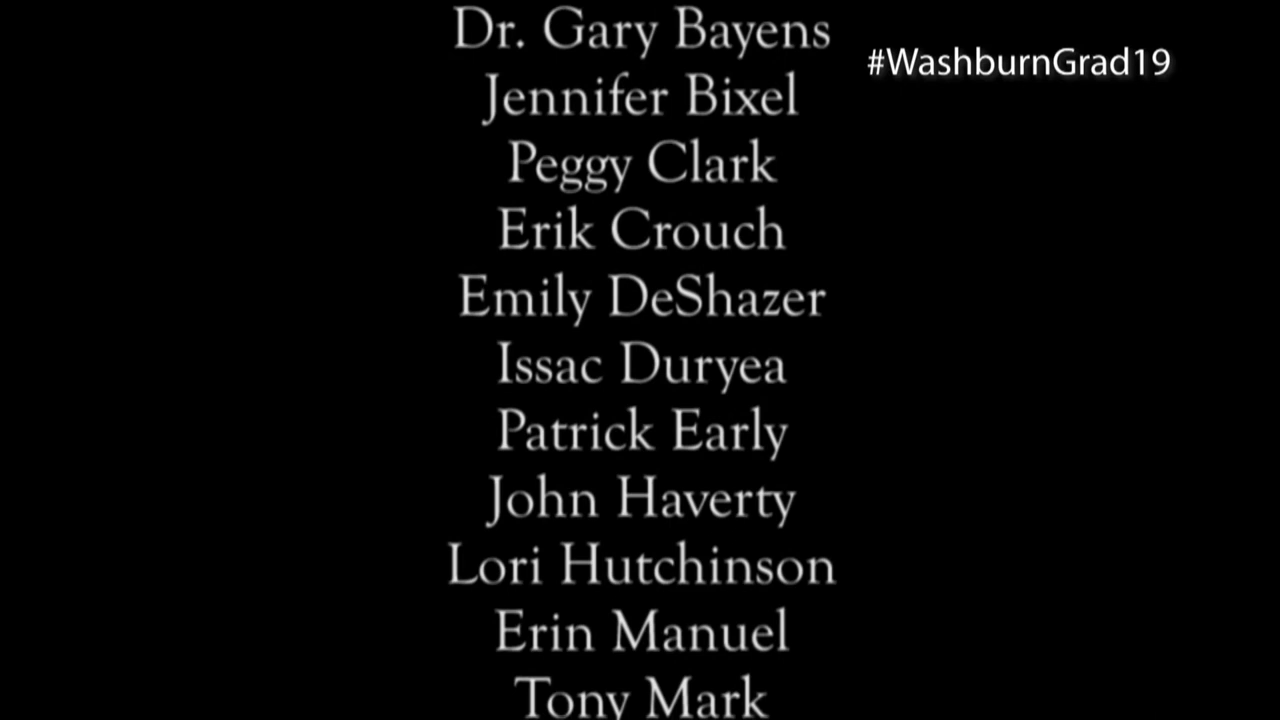 Dr. Gary Bayens
#WashburnGrad19
Jennifer Bixel
Peggy Clark
Erik Crouch
Emily DeShazer
Issac Duryea
Patrick Early
John Haverty
Lori Hutchinson
Erin Manuel
Tony Mark